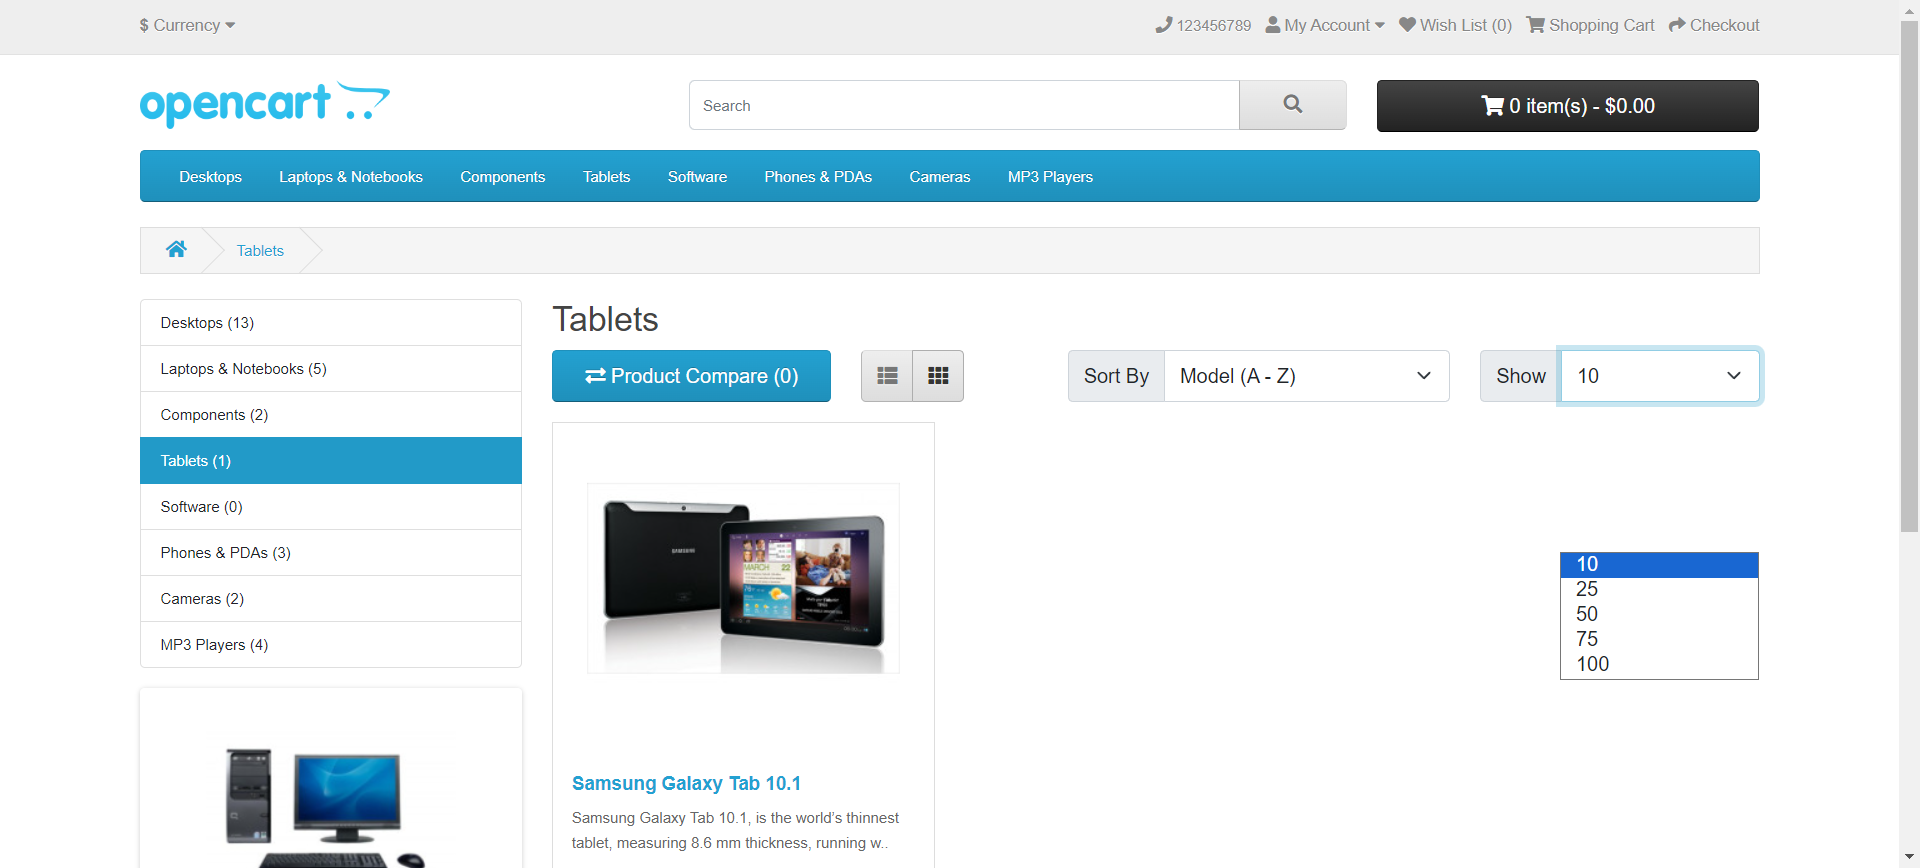 $ Currency
123456789 My Account Wish List (0) Shopping Cart Checkout
opencart
Search
0 item(s) - $0.00
Desktops Laptops & Notebooks Components Tablets Software Phones & PDAs Cameras MP3 Players
Tablets
Desktops (13)
Laptops & Notebooks (5)
Components (2)
Tablets (1)
Software (0)
Phones & PDAs (3)
Cameras (2)
MP3 Players (4)
Tablets
Product Compare (0)
Sort By Model (A - Z)
Show 10
10
25
50
75
100
SAMSUNG
MARCH 22
Samsung Galaxy Tab 10.1
Samsung Galaxy Tab 10.1, is the world’s thinnest
tablet, measuring 8.6 mm thickness, running w..